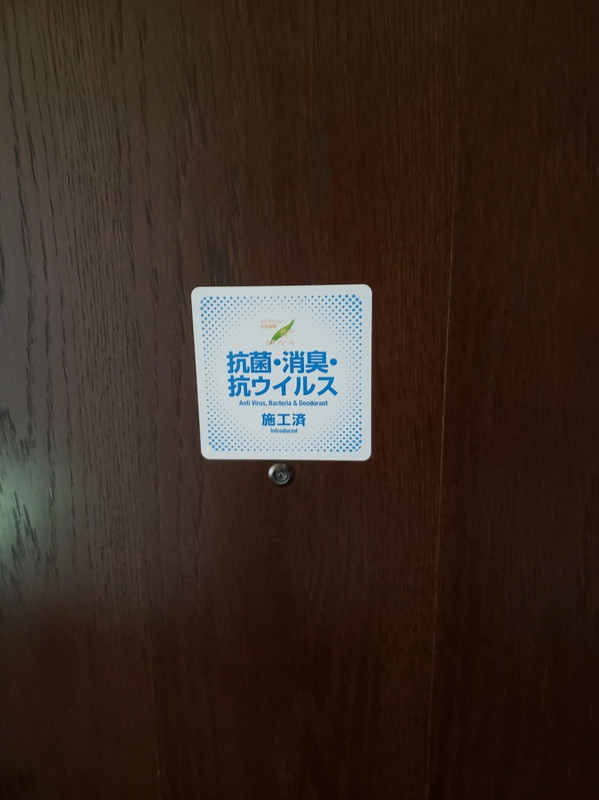 抗菌・消臭・
抗ウイルス
Anti Virus, Bacteria & Deodorant
施工済
Introduced